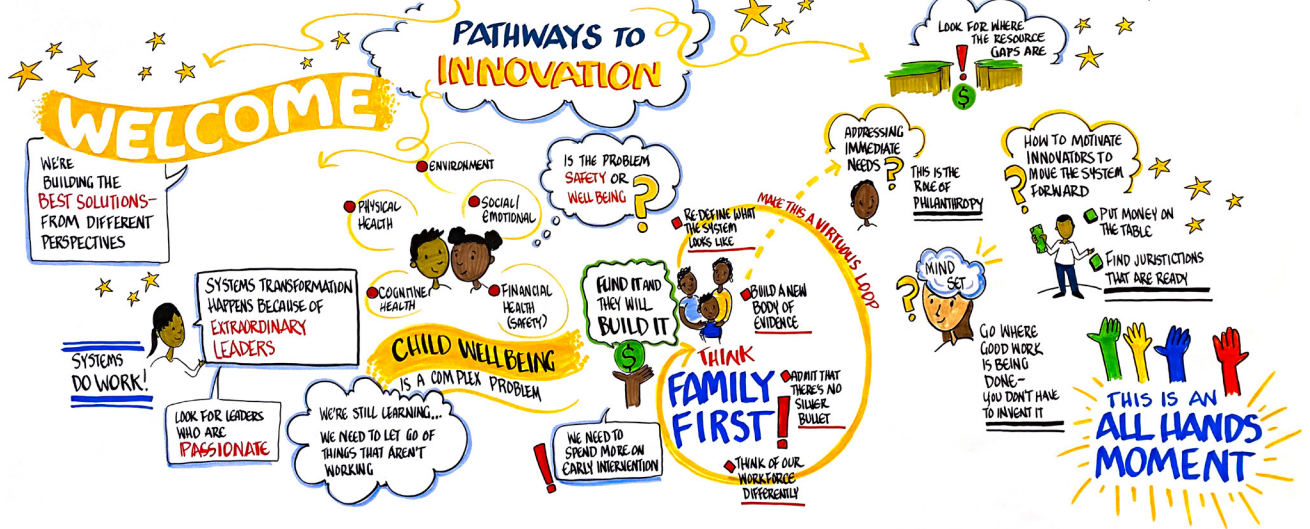 PATHWAYS TO
INNOVATION
WELCOME
WE'RE
BUILDING THE
BEST SOLUTIONS-
FROM DIFFERENT
PERSPECTIVES
SYSTEMS TRANSFORMATION
HAPPENS BECAUSE OF
EXTRAORDINARY
LEADERS
SYSTEMS
DO WORK!
LOOK FOR LEADERS
WHO ARE
PASSIONATE
ENVIRONMENT
PHYSICAL
HEALTH
SOCIAL/
EMOTIONAL
COGNITIVE
HEALTH
FINANCIAL
HEALTH
(SAFETY)
CHILD WELLBEING
IS A COMPLEX PROBLEM
WE'RE STILL LEARNING...
WE NEED TO LET GO OF
THINGS THAT AREN'T
WORKING
IS THE PROBLEM
SAFETY OR
WELL BEING
?
FUND IT AND
THEY WILL
BUILD IT
$
! WE NEED TO
SPEND MORE ON
EARLY INTERVENTION
RE-DEFINE WHAT
THE SYSTEM
LOOKS LIKE
BUILD A NEW
BODY OF
EVIDENCE
THINK
FAMILY
FIRST!
ADMIT THAT
THERE'S NO
SILVER
BULLET
THINK OF OUR
WORKFORCE
DIFFERENTLY
MAKE THIS A VIRTUOUS LOOP
ADDRESSING
IMMEDIATE
NEEDS ?
THIS IS THE
ROLE OF
PHILANTHROPY
LOOK FOR WHERE
THE RESOURCE
GAPS ARE
!
$
MIND
SET
?
GO WHERE
GOOD WORK
IS BEING
DONE-
YOU DON'T HAVE
TO INVENT IT
HOW TO MOTIVATE
INNOVATORS TO
MOVE THE SYSTEM
FORWARD
?
PUT MONEY ON
THE TABLE
FIND JURISTICTIONS
THAT ARE READY
THIS IS AN
ALL HANDS
MOMENT